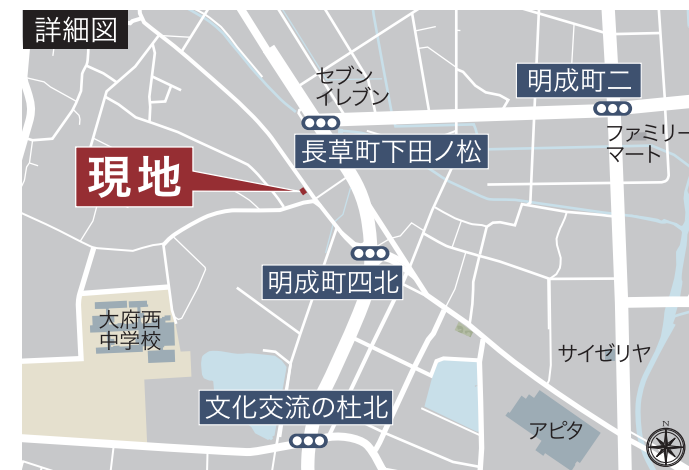 詳細図
セブン
イレブン
明成町二
ファミリー
マート
長草町下田ノ松
現地
明成町四北
大府西
中学校
サイゼリヤ
文化交流の杜北
アピタ
N